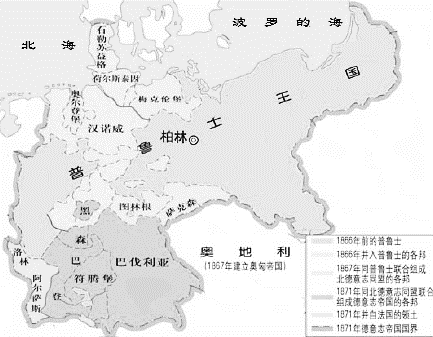 北海
波罗的海
石勒苏益格
荷尔斯泰因
梅克伦堡
奥尔登堡
汉诺威
柏林
普鲁士王国
图林根
萨克森
黑森
巴登
巴伐利亚
符腾堡
洛林
阿尔萨斯
奥地利
(1867年建立奥匈帝国)
1866年前的普鲁士
1866年并入普鲁士的各邦
1867年同普鲁士联合组成
北德意志同盟的各邦
1871年同北德意志同盟联合
组成德意志帝国的各邦
1871年并自法国的领土
1871年德意志帝国国界